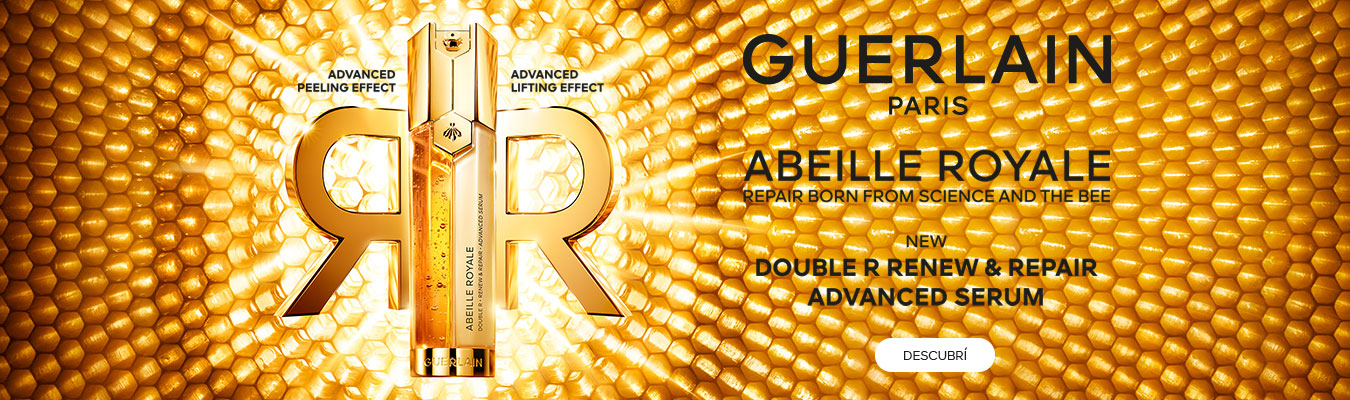 ADVANCED
PEELING EFFECT
ADVANCED
LIFTING EFFECT
R R
ABEILLE ROYALE
DOUBLE R • RENEW & REPAIR • ADVANCED SERUM
GUERLAIN
GUERLAIN
PARIS
ABEILLE ROYALE
REPAIR BORN FROM SCIENCE AND THE BEE
NEW
DOUBLE R RENEW & REPAIR
ADVANCED SERUM
DESCUBRÍ